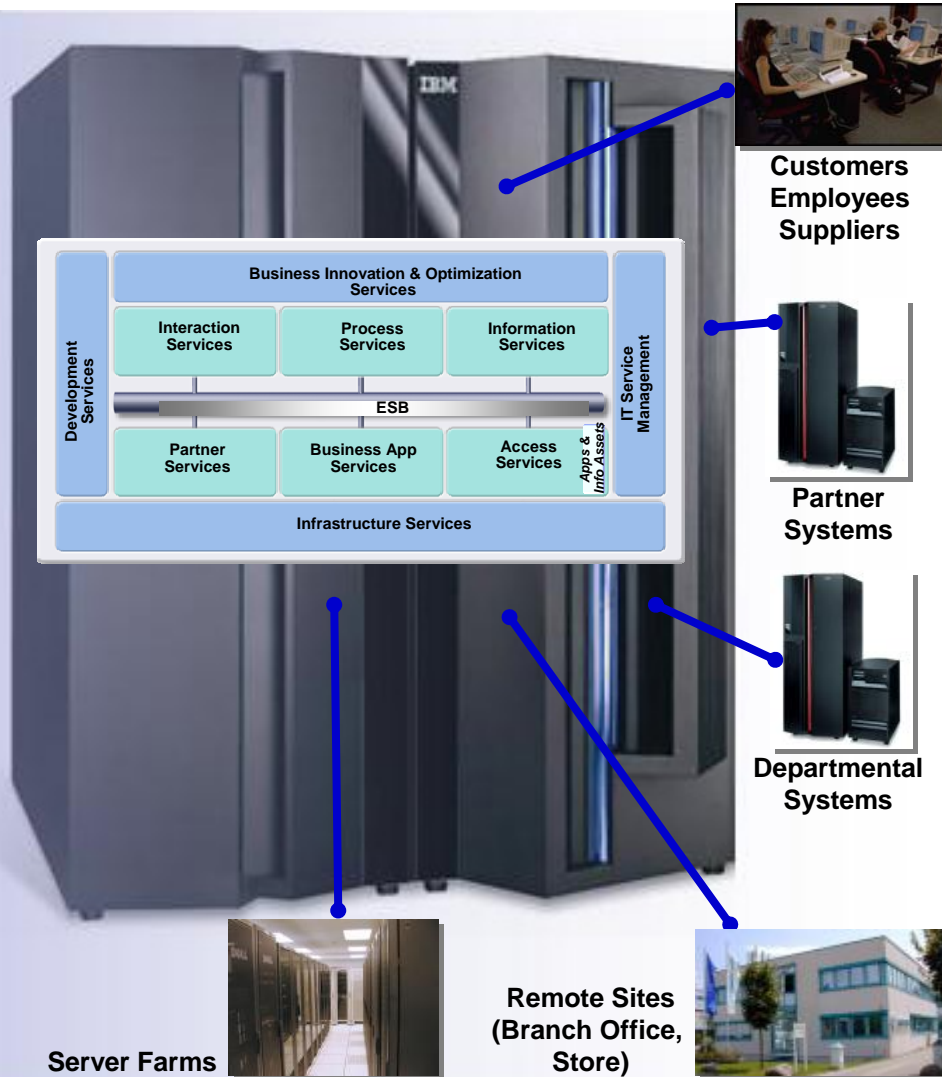 IBM
Customers
Employees
Suppliers
Business Innovation & Optimization
Services
Development
Services
Interaction
Services
Process
Services
Information
Services
IT Service
Management
ESB
Partner
Services
Business App
Services
Access
Services
Apps &
Info Assets
Infrastructure Services
Partner
Systems
Departmental
Systems
Server Farms
Remote Sites
(Branch Office,
Store)